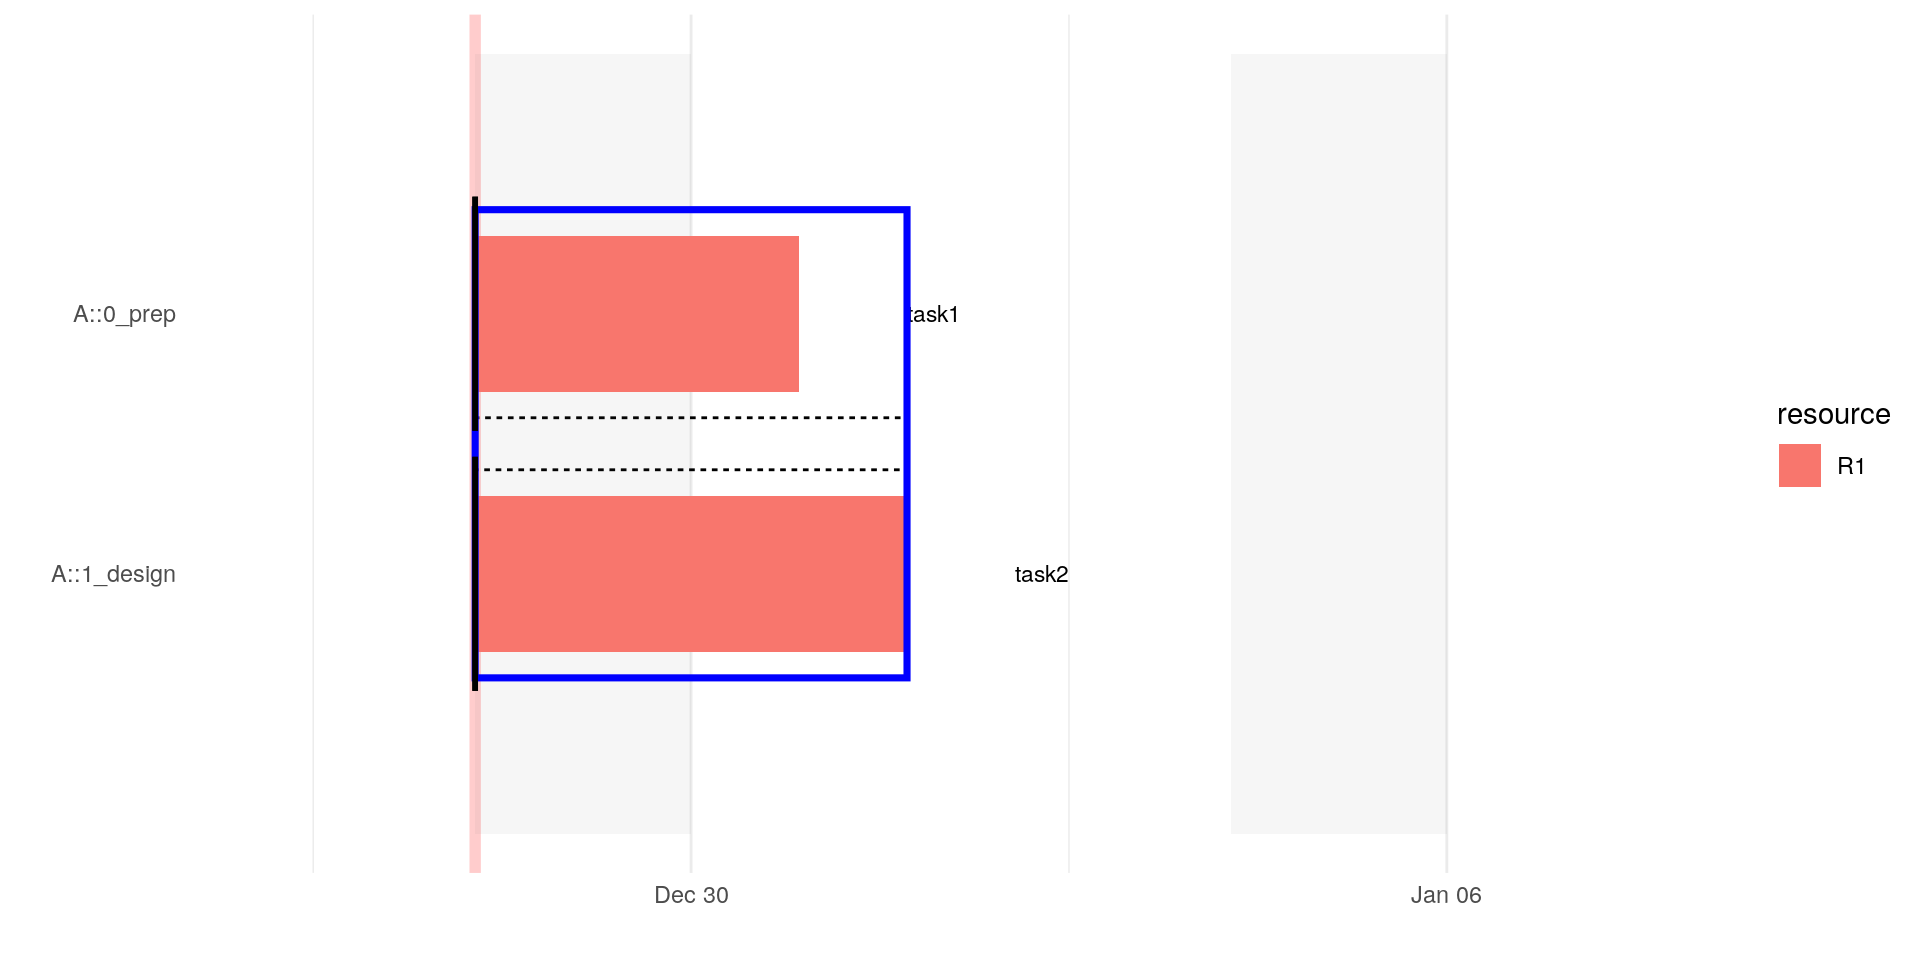 A::0_prep
task1
A::1_design
task2
Dec 30
Jan 06
resource
R1